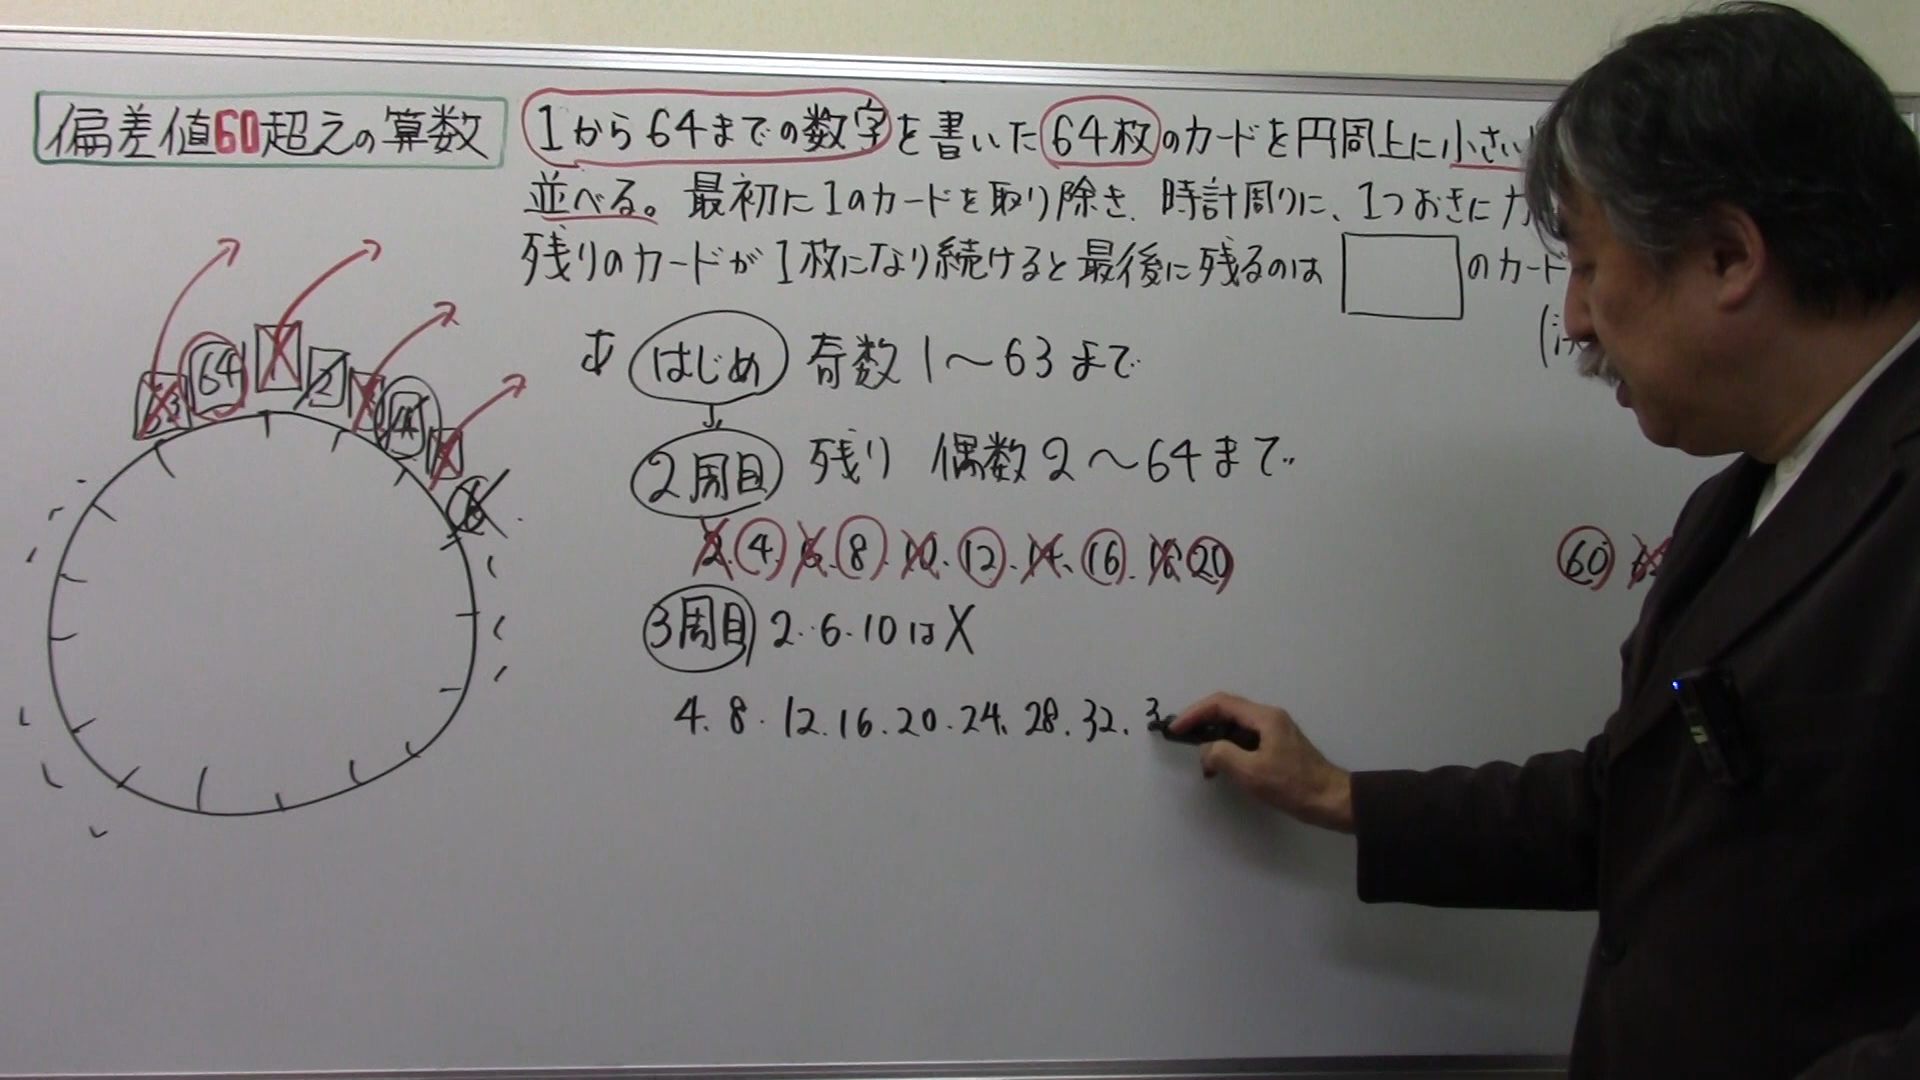 偏差値60超えの算数
1から64までの数字を書いた64枚のカードを円周上に小さい
並べる。最初に1のカードを取り除き、時計周りに、1つおきにカ
残りのカードが1枚になり続けると最後に残るのは□のカード
はじめ 奇数1〜63まで
2周目 残り 偶数2〜64まで
2 4 6 8 10 12 14 16 18 20 60
3周目 2・6・10は×
4. 8. 12. 16. 20. 24. 28. 32. 3
63 64 1 2 3 4